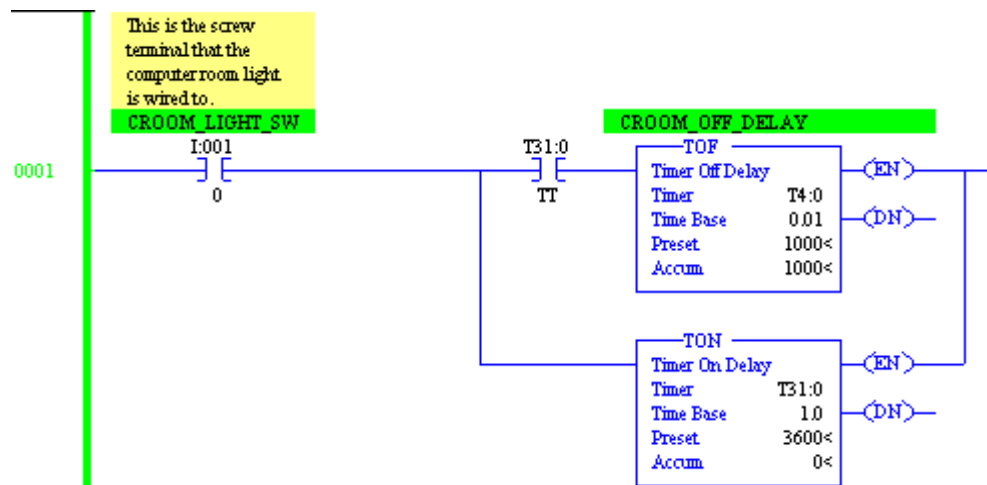 This is the screw
terminal that the
computer room light
is wired to.
CROOM_LIGHT_SW
CROOM_OFF_DELAY
0001
I:001
0
T31:0
TT
TOF
Timer Off Delay
Timer T4:0
Time Base 0.01
Preset 1000<
Accum 1000<
EN
DN
TON
Timer On Delay
Timer T31:0
Time Base 1.0
Preset 3600<
Accum 0<
EN
DN